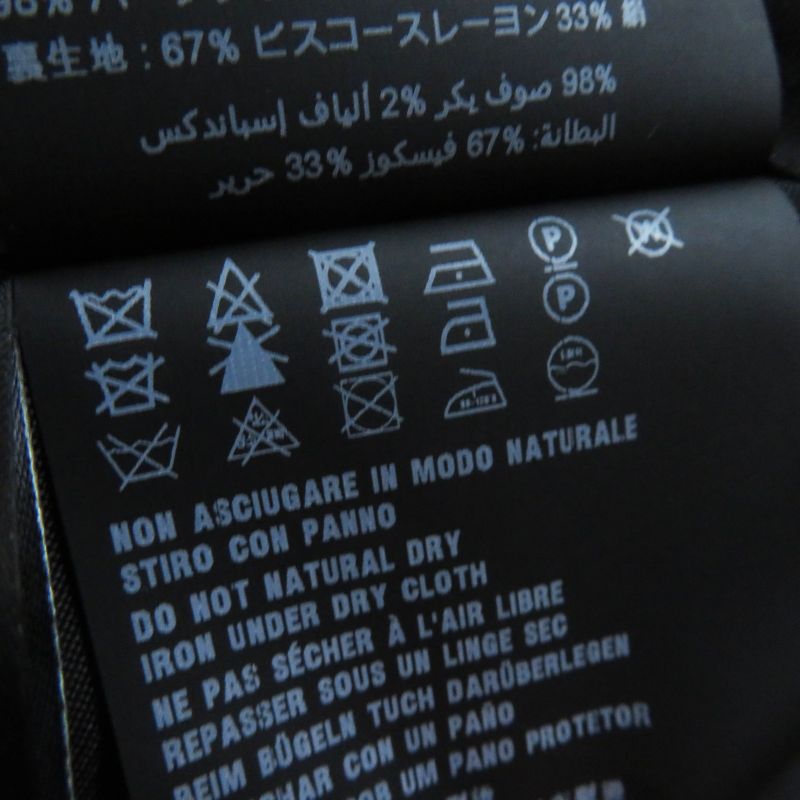 98%
裏生地 : 67% ビスコースレーヨン 33% 絹
98% صوف بكر 2% ألياف إسباندكس
البطانة: 67% فيسكوز 33% حرير
P
P
NON ASCIUGARE IN MODO NATURALE
STIRO CON PANNO
DO NOT NATURAL DRY
IRON UNDER DRY CLOTH
NE PAS SÉCHER À L'AIR LIBRE
REPASSER SOUS UN LINGE SEC
BEIM BÜGELN TUCH DARÜBERLEGEN
CON UN PAÑO
UM PANO PROTETOR